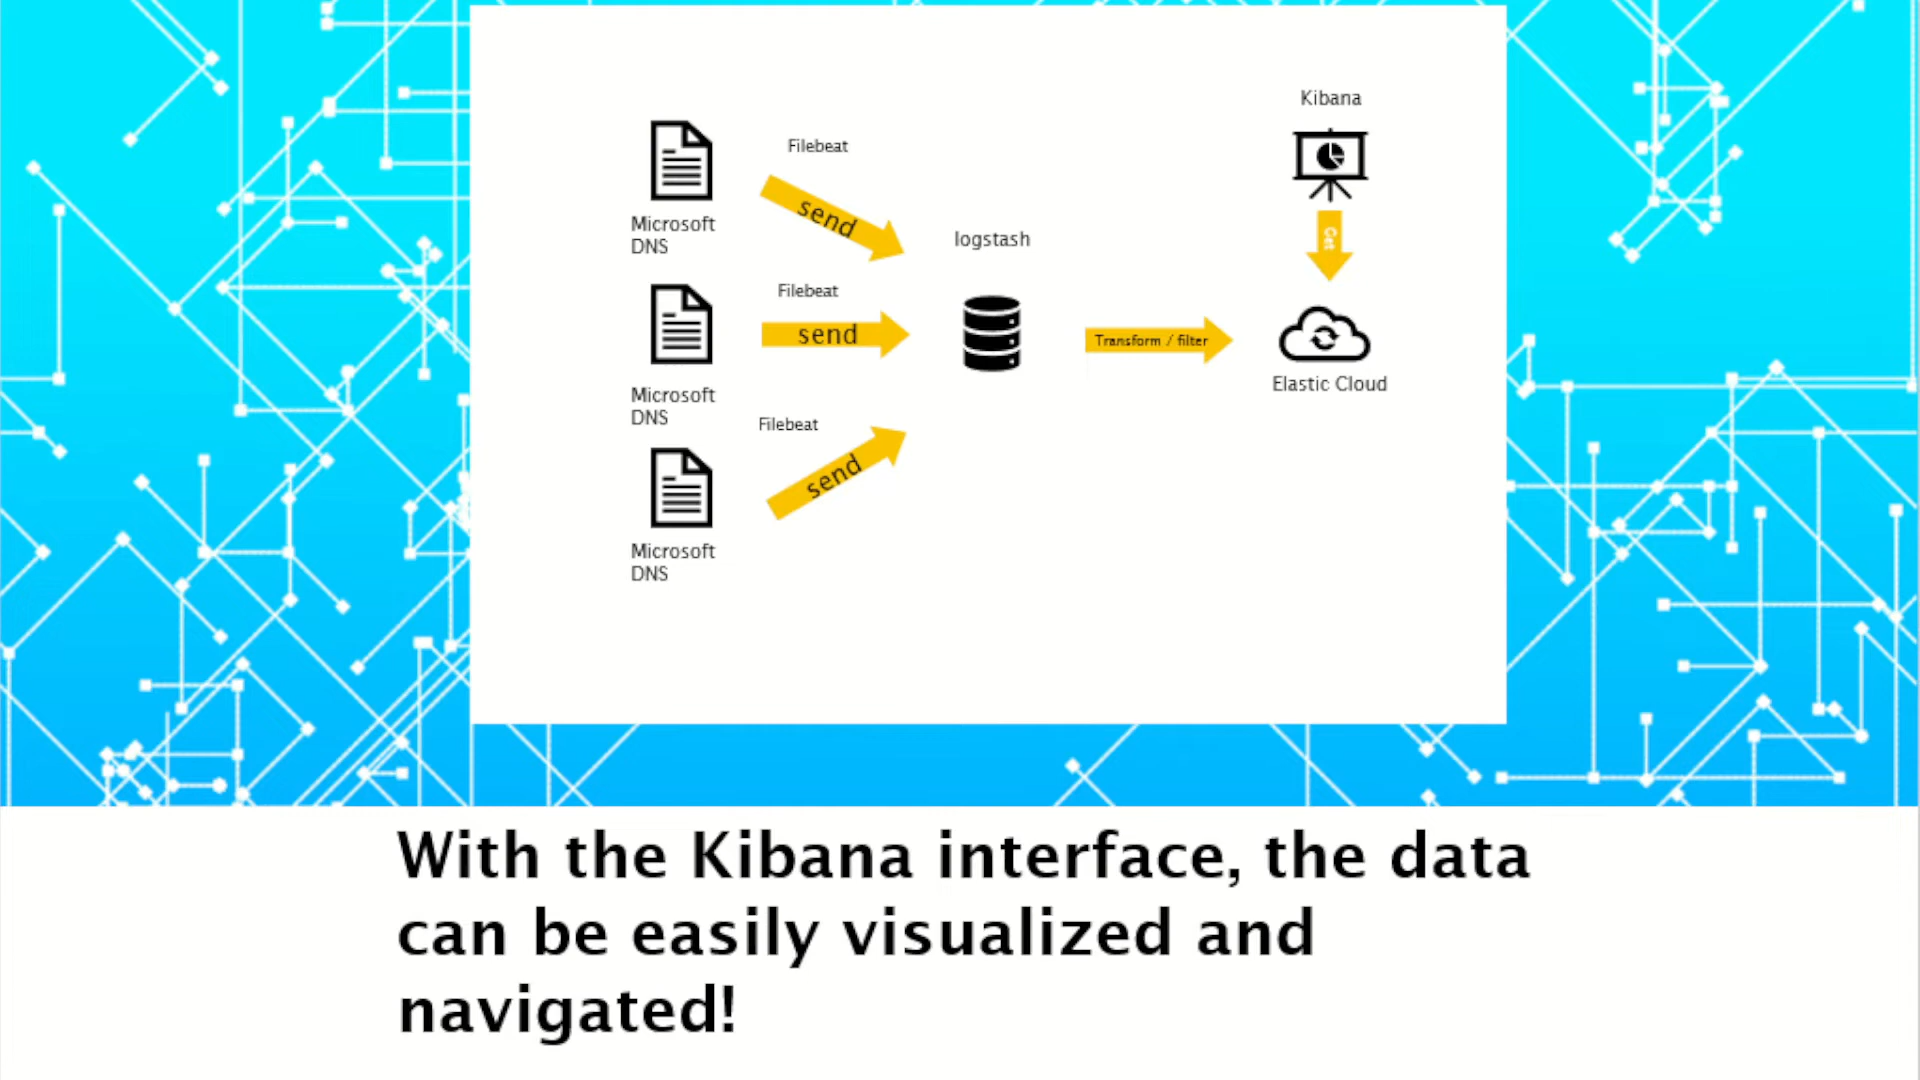 Kibana
Filebeat
send
Microsoft
DNS
logstash
Get
Filebeat
send
Transform / filter
Elastic Cloud
Microsoft
DNS
Filebeat
send
Microsoft
DNS
With the Kibana interface, the data
can be easily visualized and
navigated!